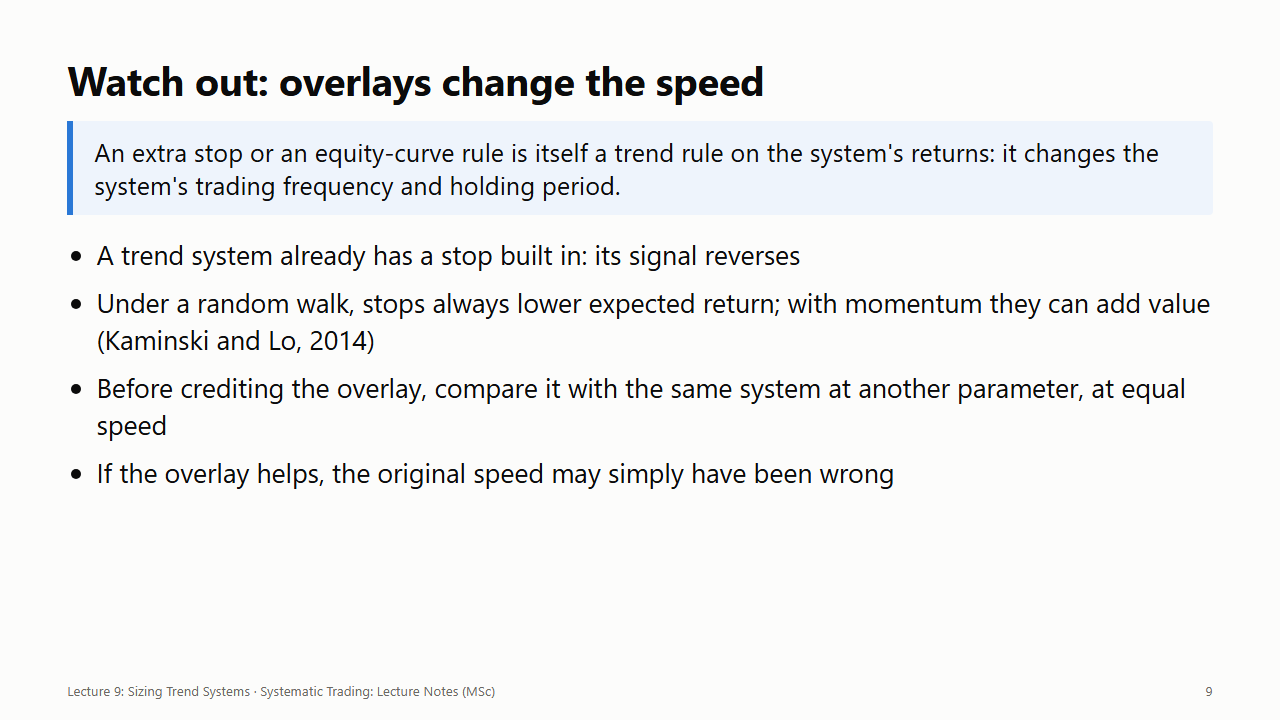 Watch out: overlays change the speed
An extra stop or an equity-curve rule is itself a trend rule on the system's returns: it changes the
system's trading frequency and holding period.
• A trend system already has a stop built in: its signal reverses
• Under a random walk, stops always lower expected return; with momentum they can add value
(Kaminski and Lo, 2014)
• Before crediting the overlay, compare it with the same system at another parameter, at equal
speed
• If the overlay helps, the original speed may simply have been wrong
Lecture 9: Sizing Trend Systems · Systematic Trading: Lecture Notes (MSc)
9